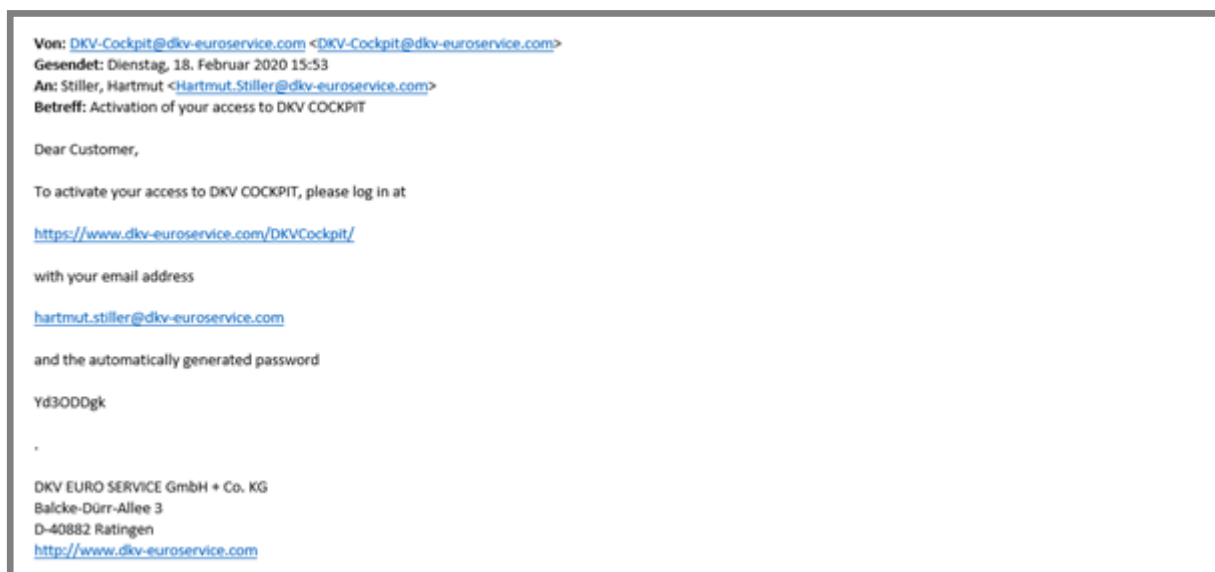 Von: DKV-Cockpit@dkv-euroservice.com <DKV-Cockpit@dkv-euroservice.com>
Gesendet: Dienstag, 18. Februar 2020 15:53
An: Stiller, Hartmut <Hartmut.Stiller@dkv-euroservice.com>
Betreff: Activation of your access to DKV COCKPIT
Dear Customer,
To activate your access to DKV COCKPIT, please log in at
https://www.dkv-euroservice.com/DKVCockpit/
with your email address
hartmut.stiller@dkv-euroservice.com
and the automatically generated password
Yd3ODDgk
.
DKV EURO SERVICE GmbH + Co. KG
Balcke-Dürr-Allee 3
D-40882 Ratingen
http://www.dkv-euroservice.com